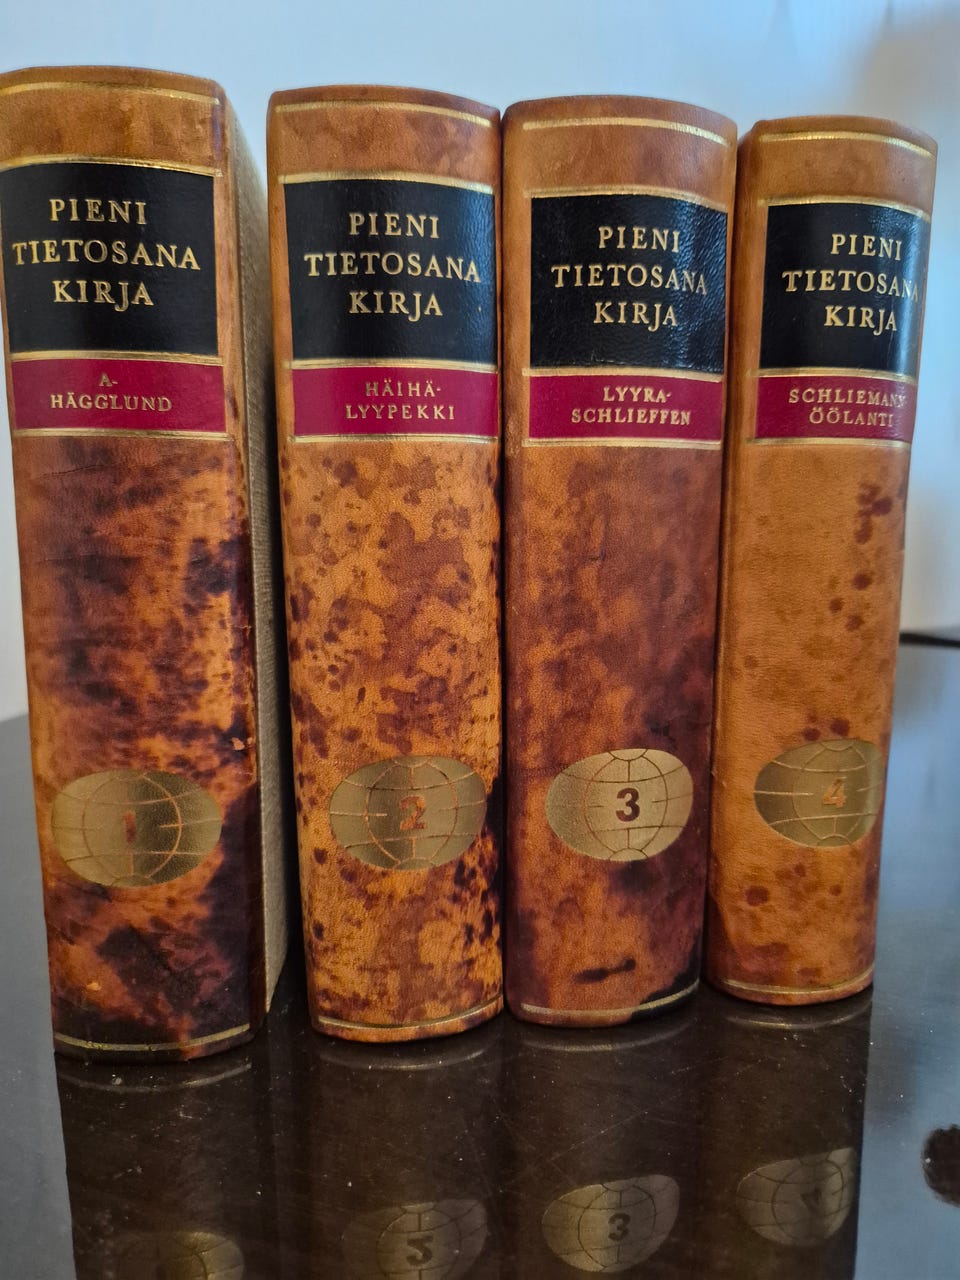 PIENI
TIETOSANA
KIRJA
A-
HÄGGLUND
1
PIENI
TIETOSANA
KIRJA
HÄIHÄ-
LYYPEKKI
2
PIENI
TIETOSANA
KIRJA
LYYRA-
SCHLIEFFEN
3
PIENI
TIETOSANA
KIRJA
SCHLIEMANN-
ÖÖLANTI
4